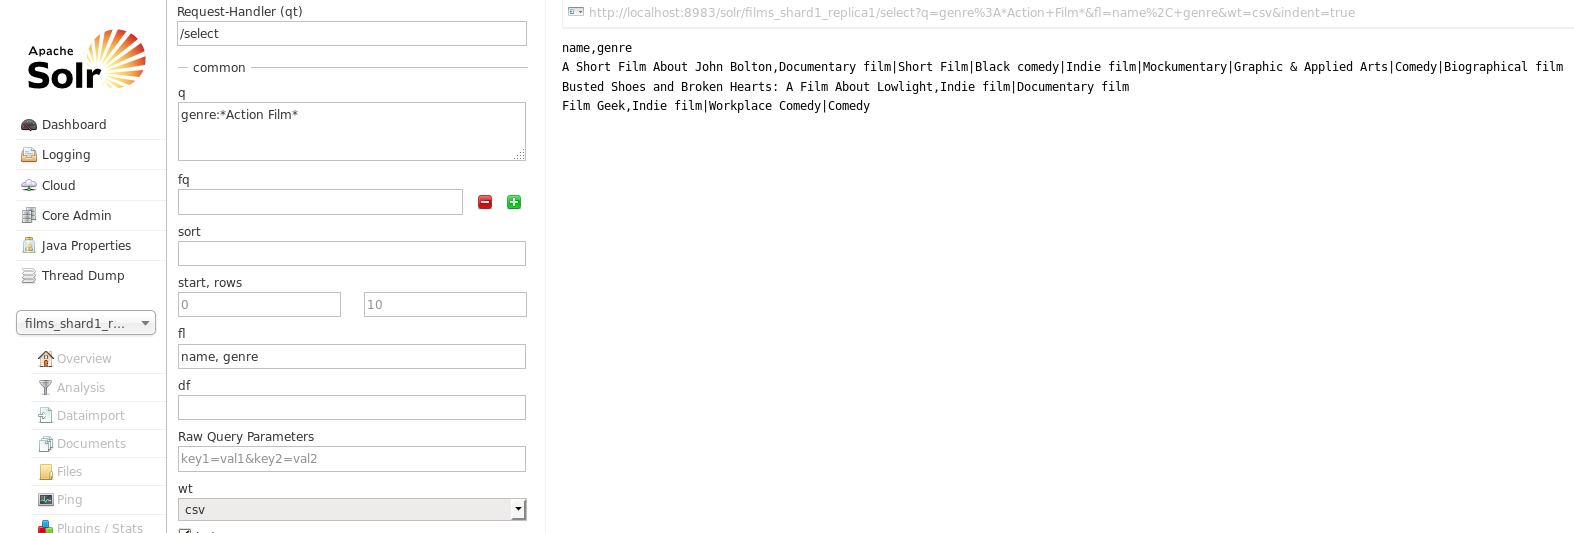 Apache
Solr
Dashboard
Logging
Cloud
Core Admin
Java Properties
Thread Dump
films_shard1_r...
Overview
Analysis
Dataimport
Documents
Files
Ping
Plugins / Stats
Request-Handler (qt)
/select
common
q
genre:*Action Film*
fq
sort
start, rows
0
10
fl
name, genre
df
Raw Query Parameters
key1=val1&key2=val2
wt
csv
http://localhost:8983/solr/films_shard1_replica1/select?q=genre%3A*Action+Film*&fl=name%2C+genre&wt=csv&indent=true
name,genre
A Short Film About John Bolton,Documentary film|Short Film|Black comedy|Indie film|Mockumentary|Graphic & Applied Arts|Comedy|Biographical film
Busted Shoes and Broken Hearts: A Film About Lowlight,Indie film|Documentary film
Film Geek,Indie film|Workplace Comedy|Comedy